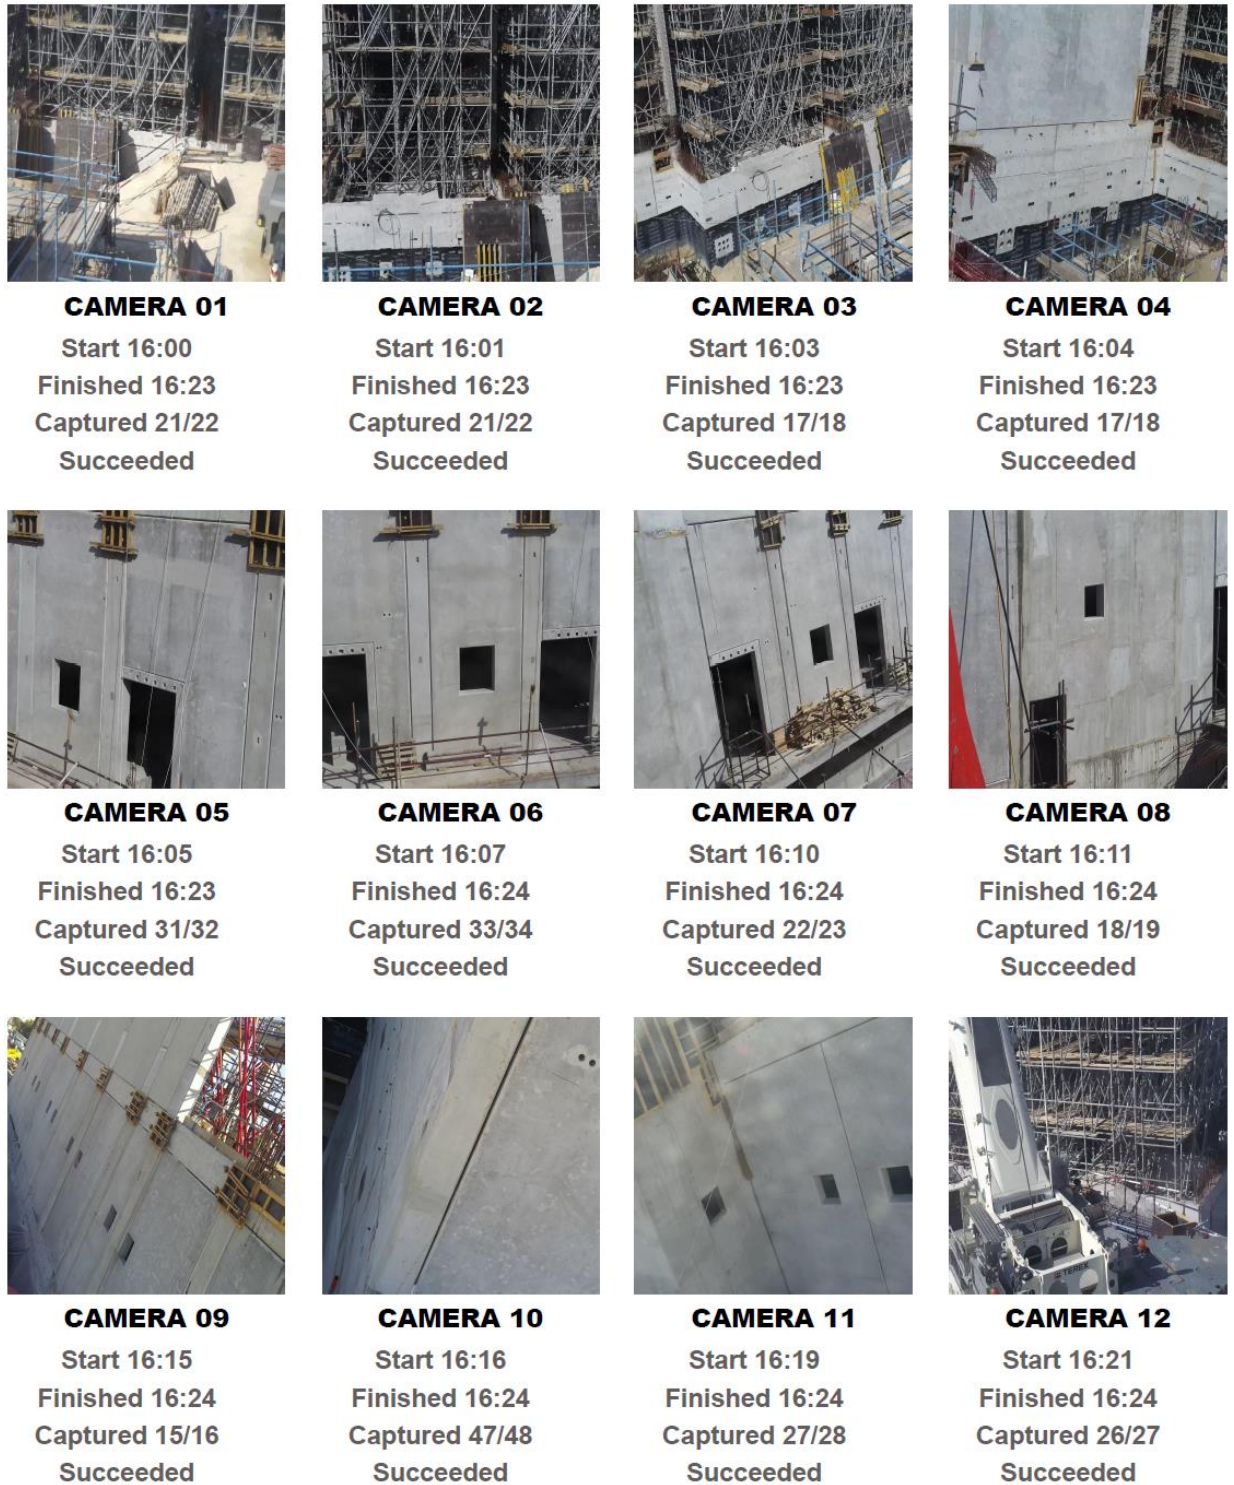 CAMERA 01
Start 16:00
Finished 16:23
Captured 21/22
Succeeded
CAMERA 02
Start 16:01
Finished 16:23
Captured 21/22
Succeeded
CAMERA 03
Start 16:03
Finished 16:23
Captured 17/18
Succeeded
CAMERA 04
Start 16:04
Finished 16:23
Captured 17/18
Succeeded
CAMERA 05
Start 16:05
Finished 16:23
Captured 31/32
Succeeded
CAMERA 06
Start 16:07
Finished 16:24
Captured 33/34
Succeeded
CAMERA 07
Start 16:10
Finished 16:24
Captured 22/23
Succeeded
CAMERA 08
Start 16:11
Finished 16:24
Captured 18/19
Succeeded
CAMERA 09
Start 16:15
Finished 16:24
Captured 15/16
Succeeded
CAMERA 10
Start 16:16
Finished 16:24
Captured 47/48
Succeeded
CAMERA 11
Start 16:19
Finished 16:24
Captured 27/28
Succeeded
TEREX
CAMERA 12
Start 16:21
Finished 16:24
Captured 26/27
Succeeded